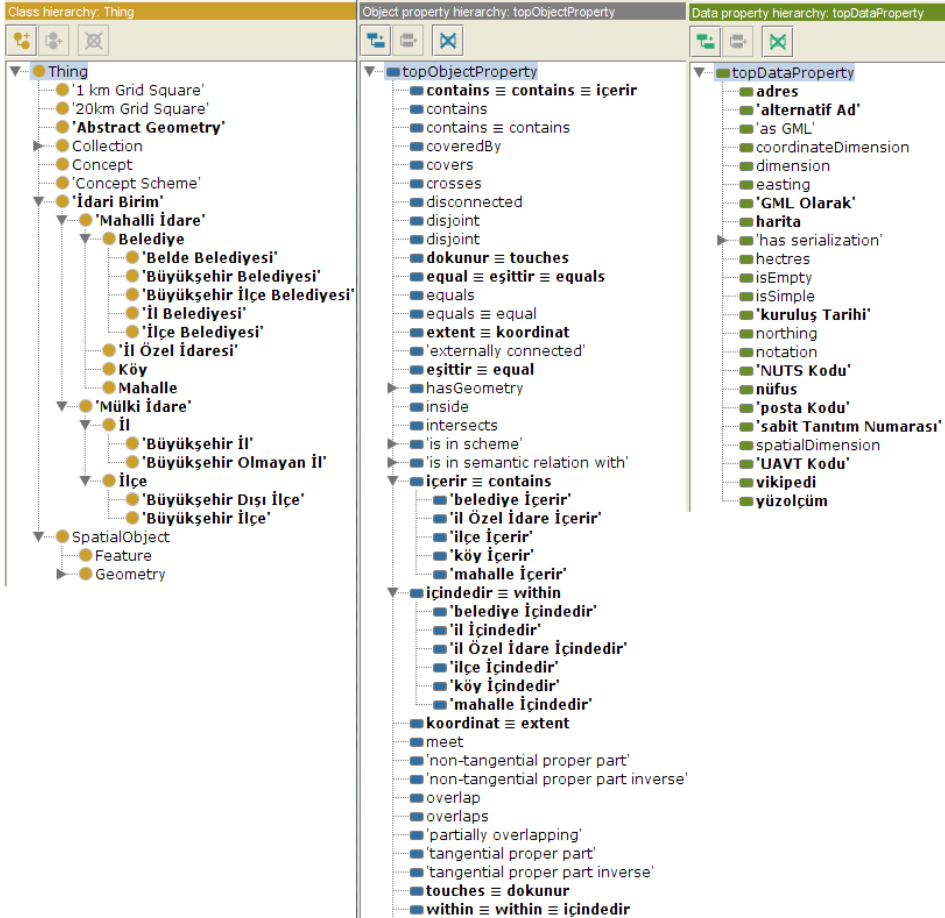 Class hierarchy: Thing
Thing
'1 km Grid Square'
'20km Grid Square'
'Abstract Geometry'
Collection
Concept
'Concept Scheme'
'İdari Birim'
'Mahalli İdare'
Belediye
'Belde Belediyesi'
'Büyükşehir Belediyesi'
'Büyükşehir İlçe Belediyesi'
'İl Belediyesi'
'İlçe Belediyesi'
'İl Özel İdaresi'
Köy
Mahalle
'Mülki İdare'
İl
'Büyükşehir İl'
'Büyükşehir Olmayan İl'
İlçe
'Büyükşehir Dışı İlçe'
'Büyükşehir İlçe'
SpatialObject
Feature
Geometry
Object property hierarchy: topObjectProperty
topObjectProperty
contains ≡ contains ≡ içerir
contains
contains ≡ contains
coveredBy
covers
crosses
disconnected
disjoint
disjoint
dokunur ≡ touches
equal ≡ eşittir ≡ equals
equals
equals ≡ equal
extent ≡ koordinat
'externally connected'
eşittir ≡ equal
hasGeometry
inside
intersects
'is in scheme'
'is in semantic relation with'
içerir ≡ contains
'belediye İçerir'
'il Özel İdare İçerir'
'ilçe İçerir'
'köy İçerir'
'mahalle İçerir'
içindedir ≡ within
'belediye İçindedir'
'il İçindedir'
'il Özel İdare İçindedir'
'ilçe İçindedir'
'köy İçindedir'
'mahalle İçindedir'
koordinat ≡ extent
meet
'non-tangential proper part'
'non-tangential proper part inverse'
overlap
overlaps
'partially overlapping'
'tangential proper part'
'tangential proper part inverse'
touches ≡ dokunur
within ≡ within ≡ içindedir
Data property hierarchy: topDataProperty
topDataProperty
adres
'alternatif Ad'
'as GML'
coordinateDimension
dimension
easting
'GML Olarak'
harita
'has serialization'
hectres
isEmpty
isSimple
'kuruluş Tarihi'
northing
notation
'NUTS Kodu'
nüfus
'posta Kodu'
'sabit Tanıtım Numarası'
spatialDimension
'UAVT Kodu'
vikipedi
yüzolçüm